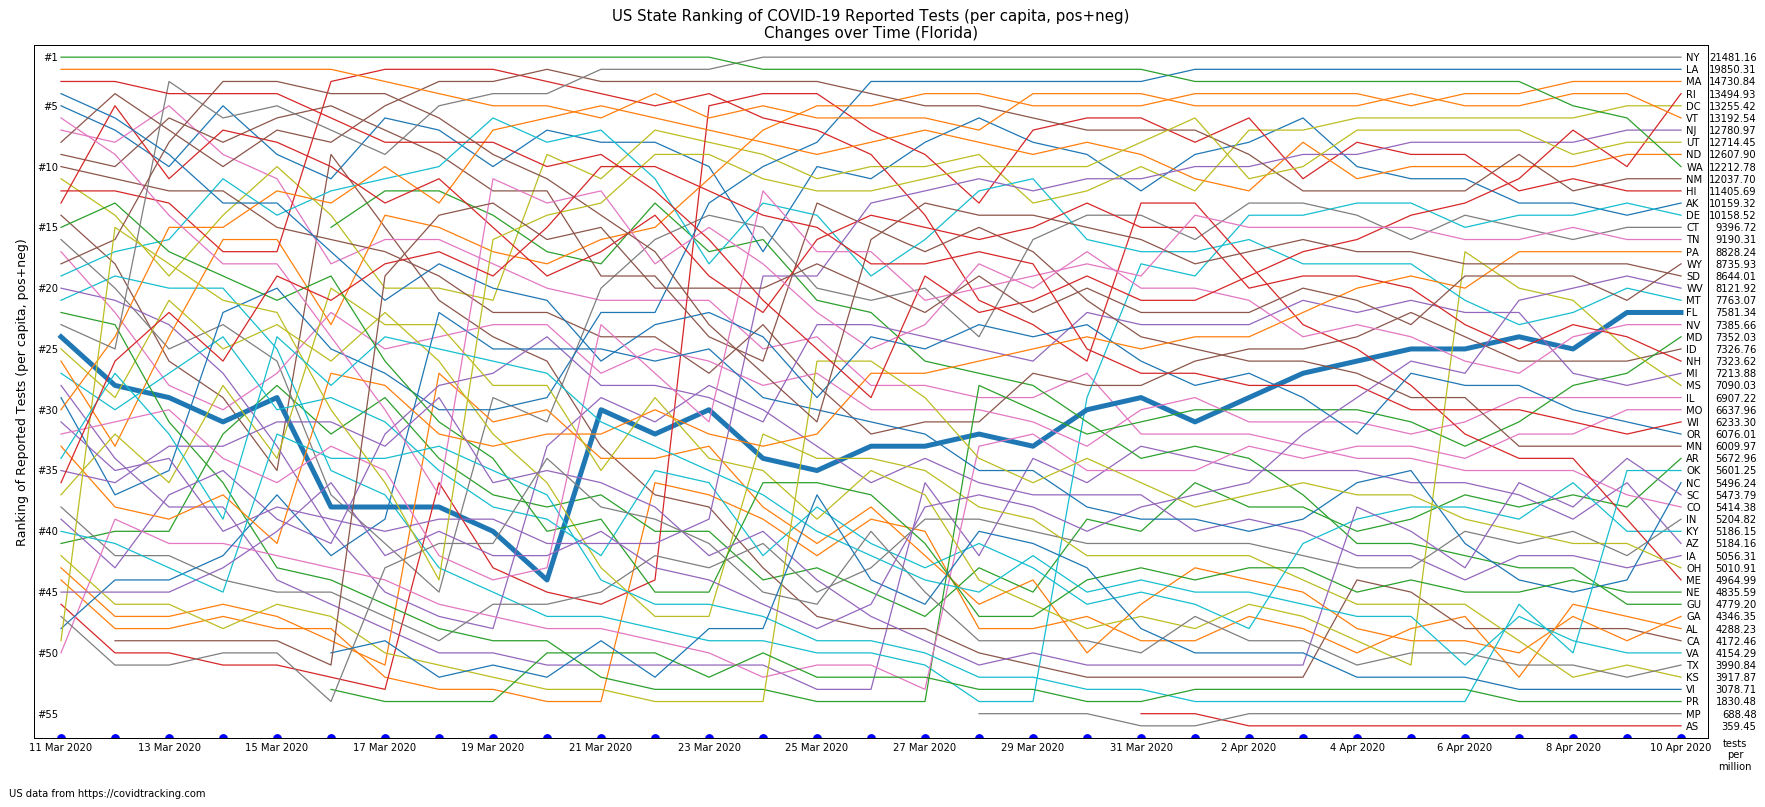 US State Ranking of COVID-19 Reported Tests (per capita, pos+neg)
Changes over Time (Florida)
Ranking of Reported Tests (per capita, pos+neg)
#1
#5
#10
#15
#20
#25
#30
#35
#40
#45
#50
#55
NY 21481.16
LA 19850.31
MA 14730.84
RI 13494.93
DC 13255.42
VT 13192.54
NJ 12780.97
UT 12714.45
ND 12607.90
WA 12212.78
NM 12037.70
HI 11405.69
AK 10159.32
DE 10158.52
CT 9396.72
TN 9190.31
PA 8828.24
WY 8735.93
SD 8644.01
WV 8121.92
MT 7763.07
FL 7581.34
NV 7385.66
MD 7352.03
ID 7326.76
NH 7323.62
MI 7213.88
MS 7090.03
IL 6907.22
MO 6637.96
WI 6233.30
OR 6076.01
MN 6009.97
AR 5672.96
OK 5601.25
NC 5496.24
SC 5473.79
CO 5414.38
IN 5204.82
KY 5186.15
AZ 5184.16
IA 5056.31
OH 5010.91
ME 4964.99
NE 4835.59
GU 4779.20
GA 4346.35
AL 4288.23
CA 4172.46
VA 4154.29
TX 3990.84
KS 3917.87
VI 3078.71
PR 1830.48
MP 688.48
AS 359.45
11 Mar 2020 13 Mar 2020 15 Mar 2020 17 Mar 2020 19 Mar 2020 21 Mar 2020 23 Mar 2020 25 Mar 2020 27 Mar 2020 29 Mar 2020 31 Mar 2020 2 Apr 2020 4 Apr 2020 6 Apr 2020 8 Apr 2020 10 Apr 2020
tests
per
million
US data from https://covidtracking.com